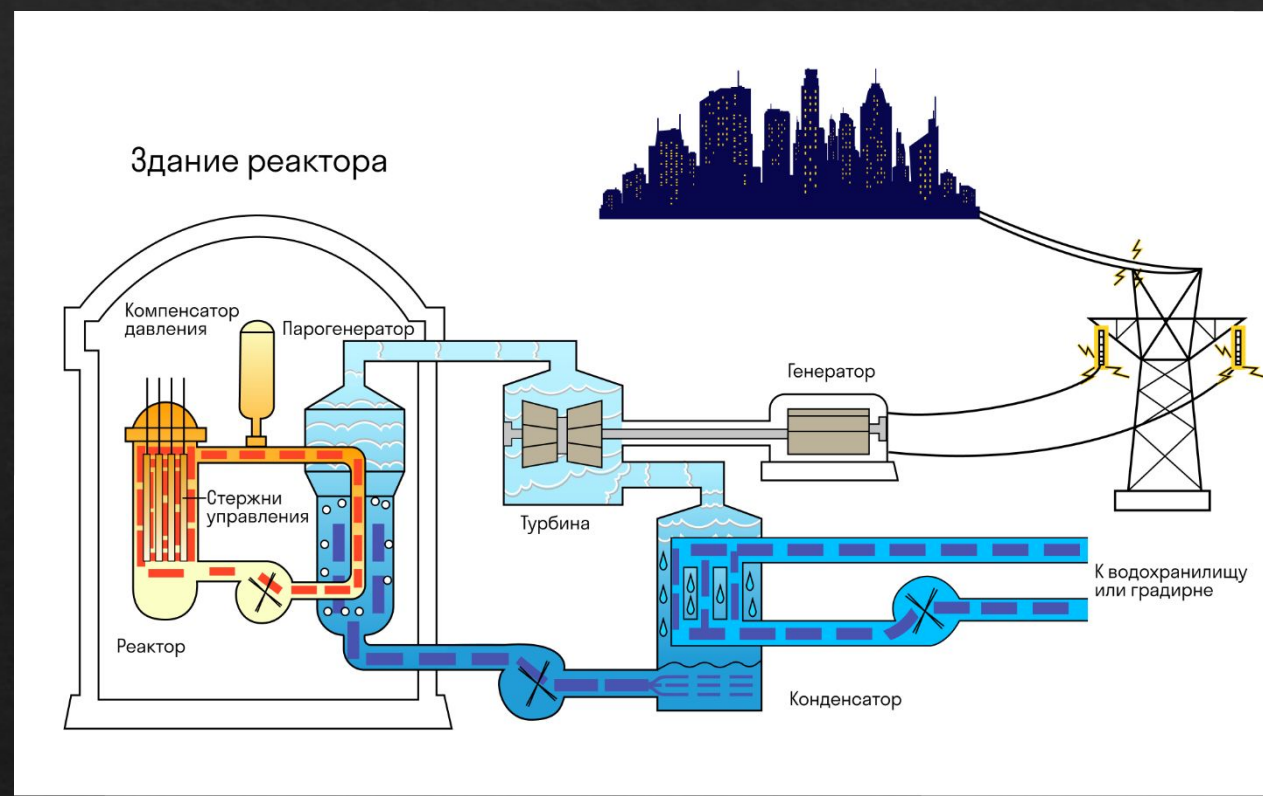 Здание реактора
Компенсатор
давления
Парогенератор
Генератор
Стержни
управления
Турбина
К водохранилищу
или градирне
Реактор
Конденсатор